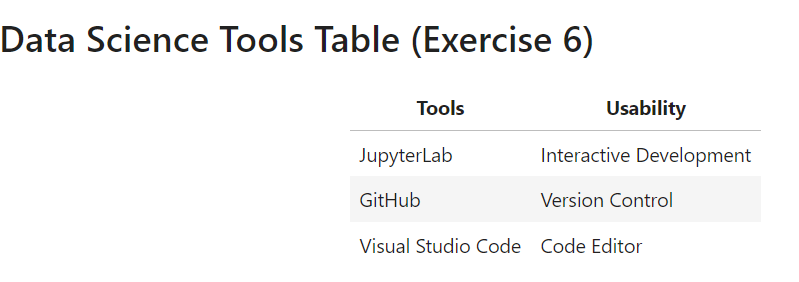 Data Science Tools Table (Exercise 6)
Tools Usability
JupyterLab Interactive Development
GitHub Version Control
Visual Studio Code Code Editor